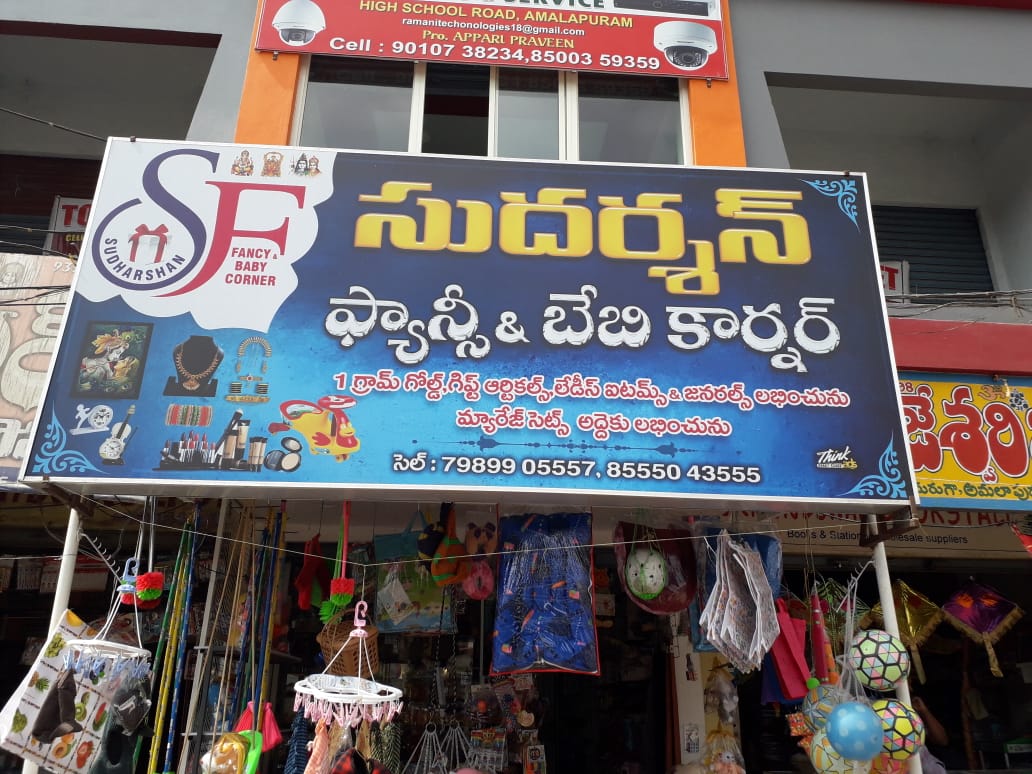 HIGH SCHOOL ROAD, AMALAPURAM
ramanitechonologies18@gmail.com
Pro. APPARI PRAVEEN
Cell : 90107 38234,85003 59359
SF
SUDHARSHAN
FANCY &
BABY
CORNER
సుదర్శన్
ఫ్యాన్సీ & బేబి కార్నర్
1 గ్రామ్ గోల్డ్,గిఫ్ట్ ఆర్టికల్స్,లేడీస్ ఐటమ్స్ & జనరల్స్ లభించును
మ్యారేజ్ సెట్స్ అద్దెకు లభించును
సెల్ : 79899 05557, 85550 43555
Think